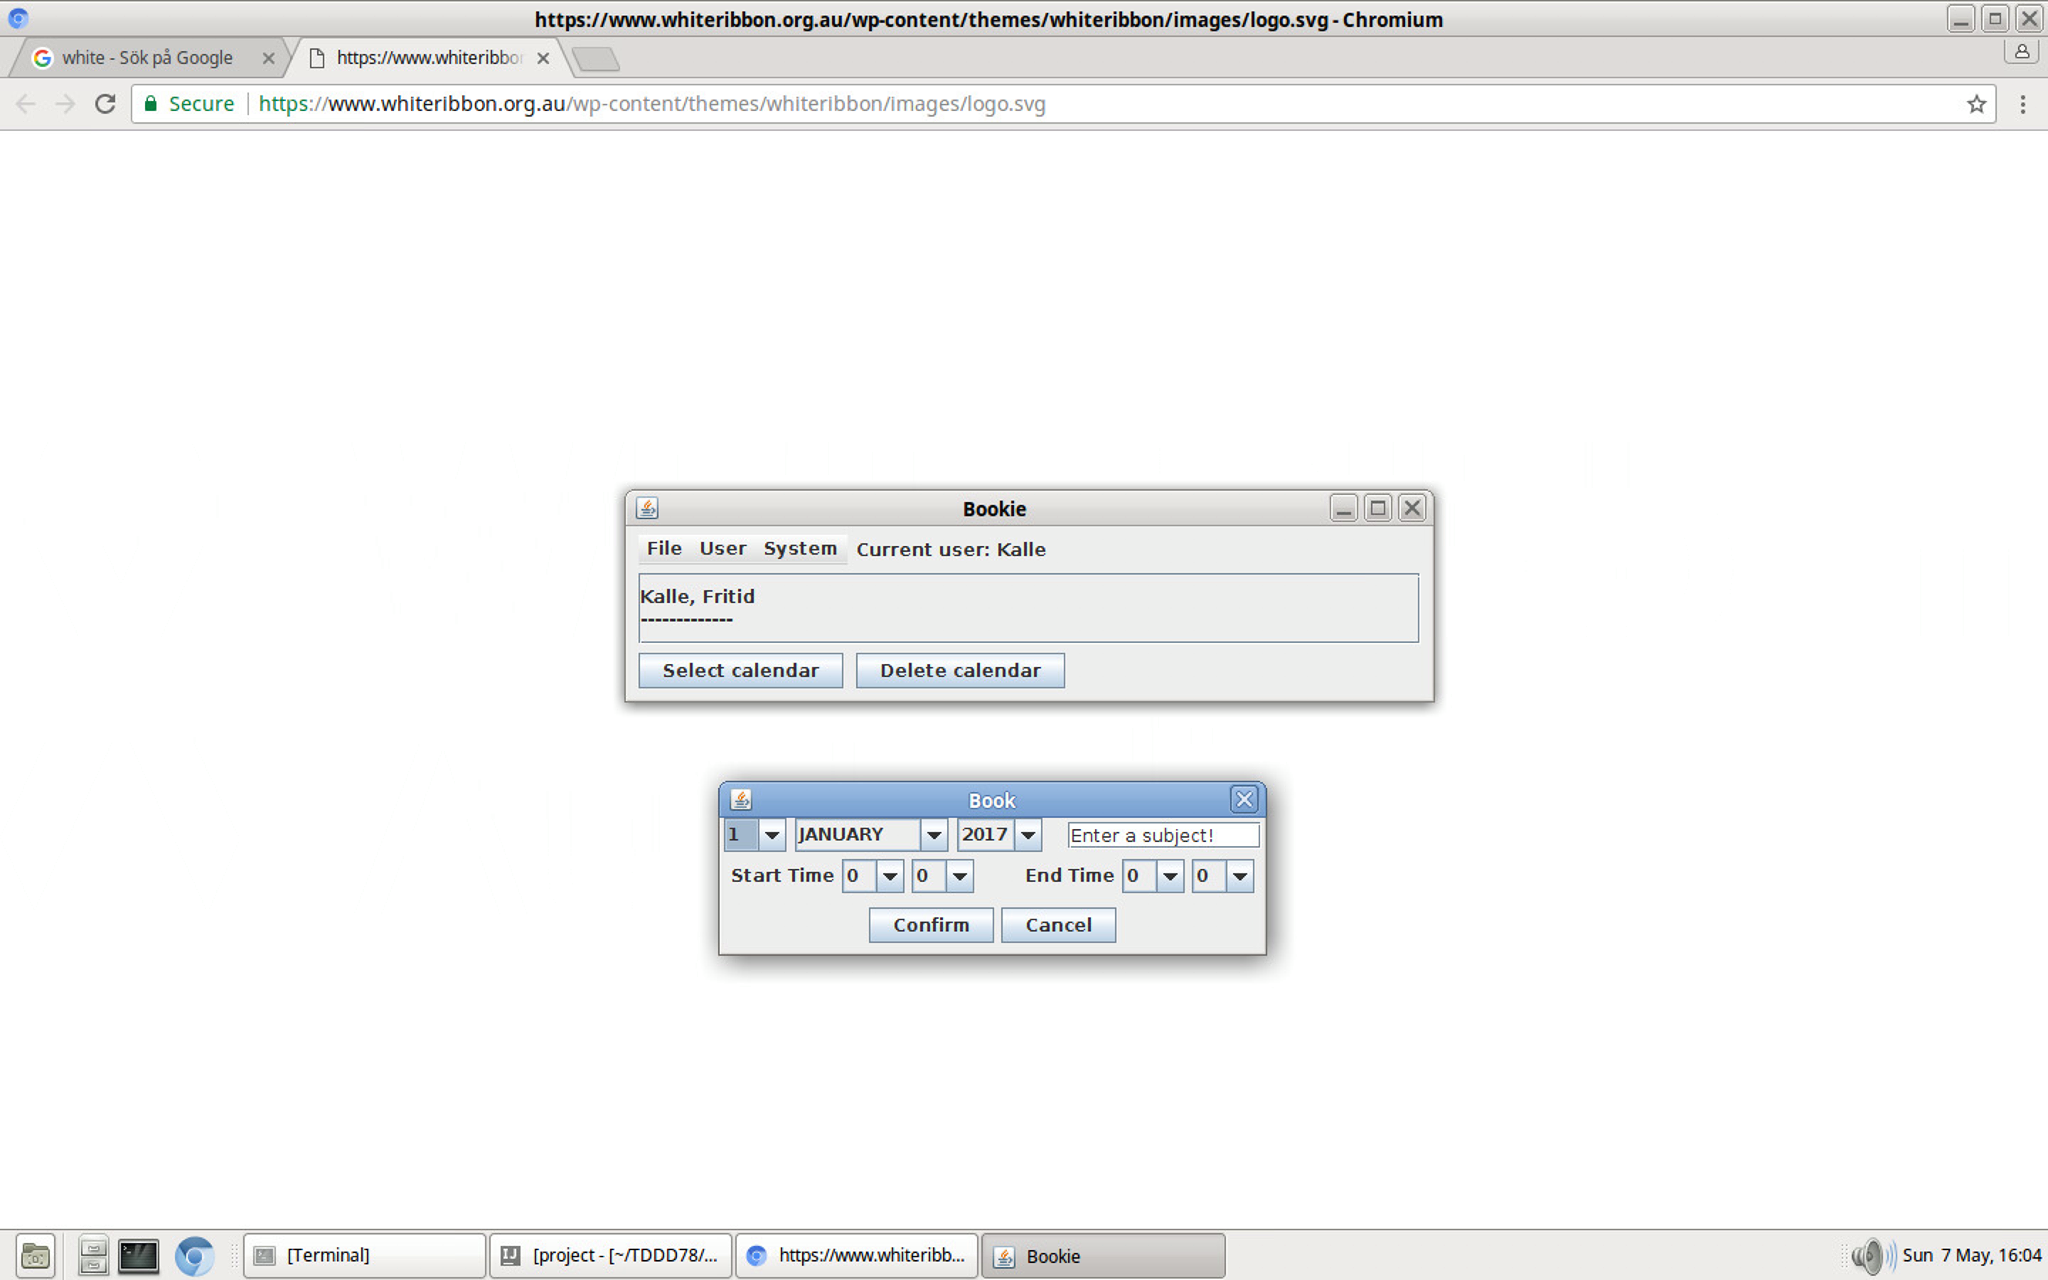 https://www.whiteribbon.org.au/wp-content/themes/whiteribbon/images/logo.svg - Chromium
white - Sök på Google
https://www.whiteribbo
Secure
https://www.whiteribbon.org.au/wp-content/themes/whiteribbon/images/logo.svg
Bookie
File User System Current user: Kalle
Kalle, Fritid
-------------
Select calendar Delete calendar
Book
1 JANUARY 2017 Enter a subject!
Start Time 0 0 End Time 0 0
Confirm Cancel
[Terminal] [project - [~/TDDD78/... https://www.whiteribb... Bookie Sun 7 May, 16:04